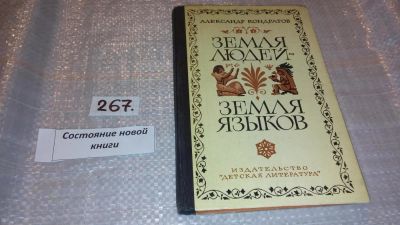 АЛЕКСАНДР КОНДРАТОВ
ЗЕМЛЯ
ЛЮДЕЙ-
ЗЕМЛЯ
ЯЗЫКОВ
ИЗДАТЕЛЬСТВО
"ДЕТСКАЯ ЛИТЕРАТУРА"
267.
Состояние новой
книги